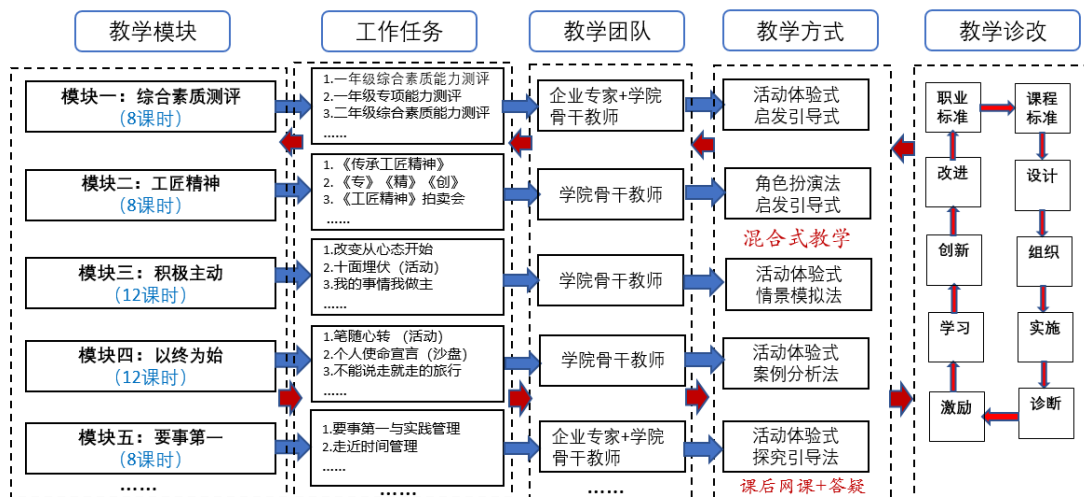 教学模块
工作任务
教学团队
教学方式
教学诊改
模块一：综合素质测评
（8课时）
1.一年级综合素质能力测评
2.一年级专项能力测评
3.二年级综合素质能力测评
......
企业专家+学院
骨干教师
活动体验式
启发引导式
模块二：工匠精神
（8课时）
1. 《传承工匠精神》
2. 《专》《精》《创》
3. 《工匠精神》拍卖会
......
学院骨干教师
角色扮演法
启发引导式
混合式教学
模块三：积极主动
（12课时）
1.改变从心态开始
2.十面埋伏（活动）
3.我的事情我做主
......
学院骨干教师
活动体验式
情景模拟法
模块四：以终为始
（12课时）
1.笔随心转 （活动）
2.个人使命宣言（沙盘）
3.不能说走就走的旅行
......
学院骨干教师
活动体验式
案例分析法
模块五：要事第一
（8课时）
1.要事第一与实践管理
2.走近时间管理
......
企业专家+学院
骨干教师
活动体验式
探究引导法
课后网课+答疑
......
......
......
职业
标准
课程
标准
改进
设计
创新
组织
学习
实施
激励
诊断